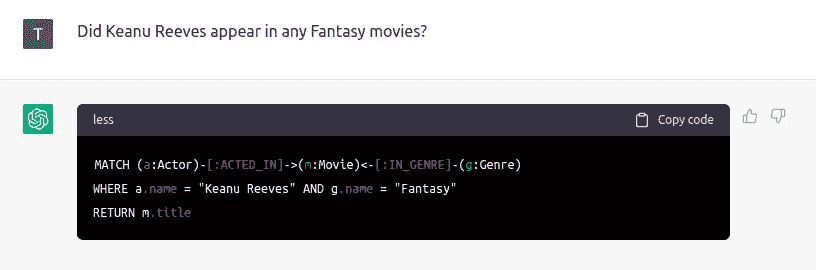 T
Did Keanu Reeves appear in any Fantasy movies?
less
Copy code
MATCH (a:Actor)-[:ACTED_IN]->(m:Movie)<-[:IN_GENRE]-(g:Genre)
WHERE a.name = "Keanu Reeves" AND g.name = "Fantasy"
RETURN m.title